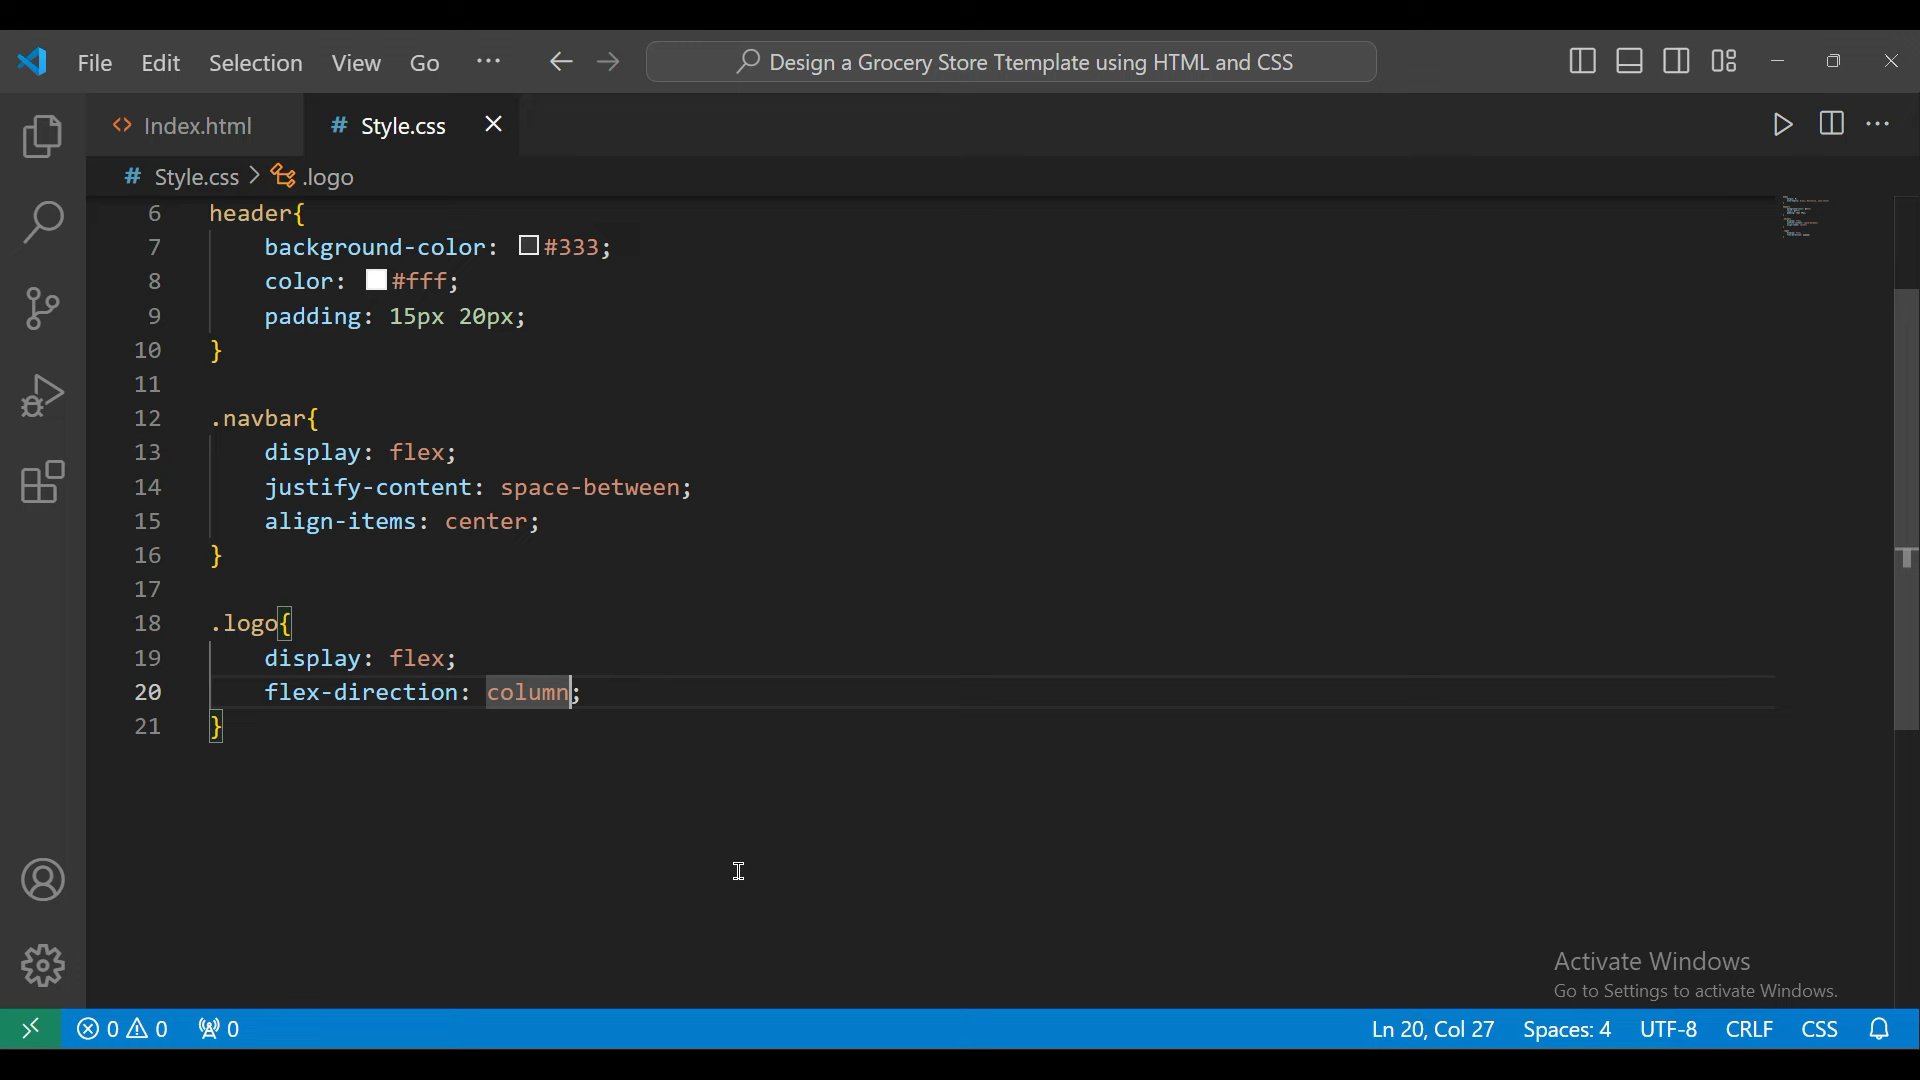 File Edit Selection View Go ··· Design a Grocery Store Ttemplate using HTML and CSS
<> Index.html # Style.css
# Style.css > .logo
6 header{
7     background-color: #333;
8     color: #fff;
9     padding: 15px 20px;
10 }
11
12 .navbar{
13     display: flex;
14     justify-content: space-between;
15     align-items: center;
16 }
17
18 .logo{
19     display: flex;
20     flex-direction: column;
21 }
Activate Windows
Go to Settings to activate Windows.
0 0 0 Ln 20, Col 27 Spaces: 4 UTF-8 CRLF CSS